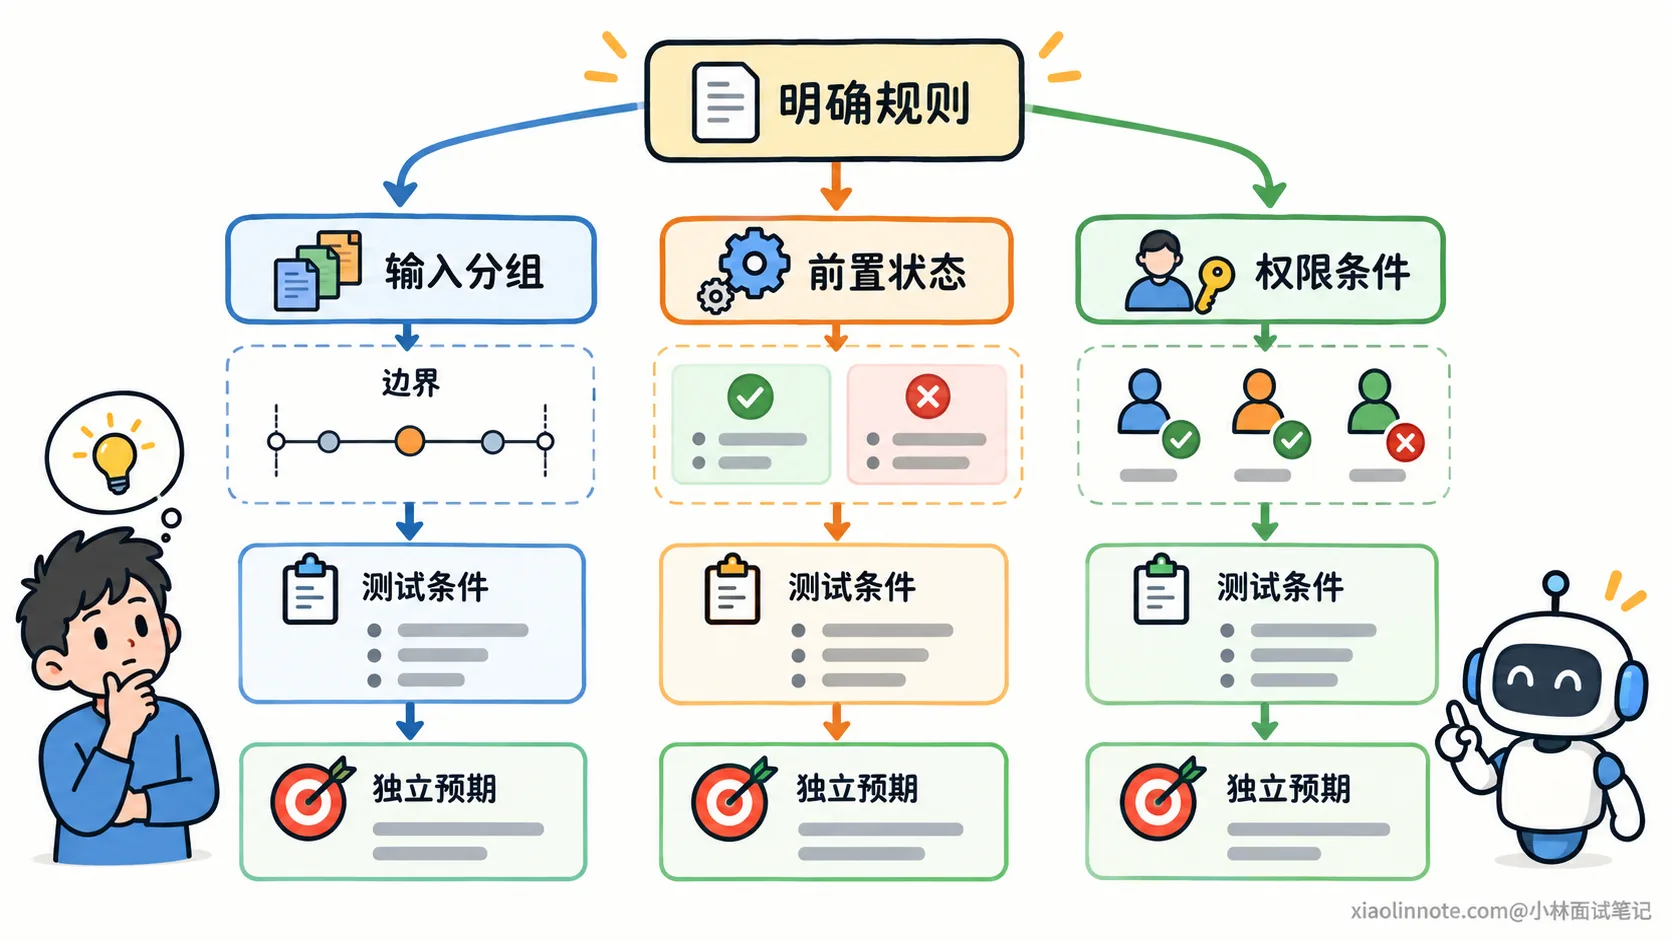 明确规则
输入分组
前置状态
权限条件
边界
测试条件
测试条件
测试条件
独立预期
独立预期
独立预期
xiaolinnote.com@小林面试笔记